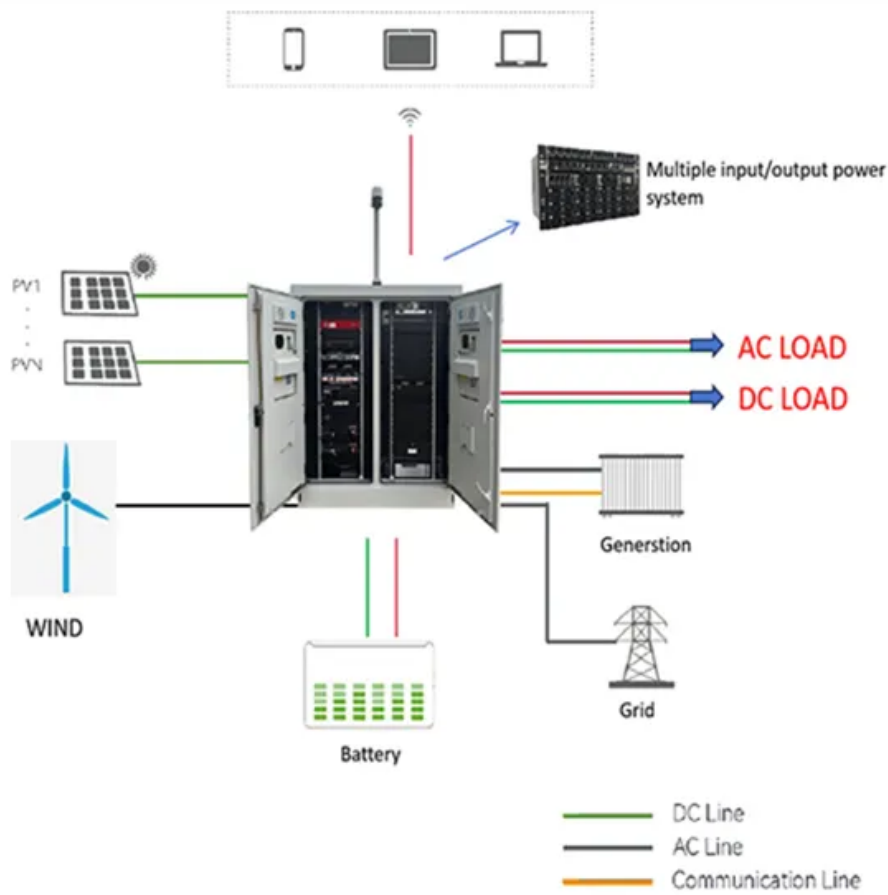 Multiple input/output power
system
PV1
PVN
AC LOAD
DC LOAD
Generstion
WIND
Grid
Battery
DC Line
AC Line
Communication Line